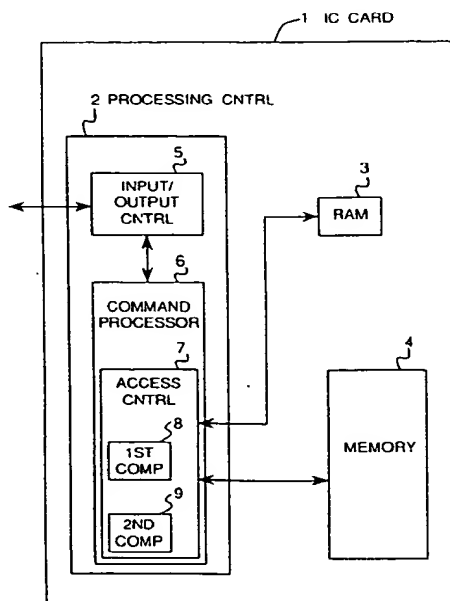 1 IC CARD
2 PROCESSING CNTRL
5
INPUT/
OUTPUT
CNTRL
3
RAM
6
COMMAND
PROCESSOR
7
ACCESS
CNTRL
8
1ST
COMP
9
2ND
COMP
4
MEMORY